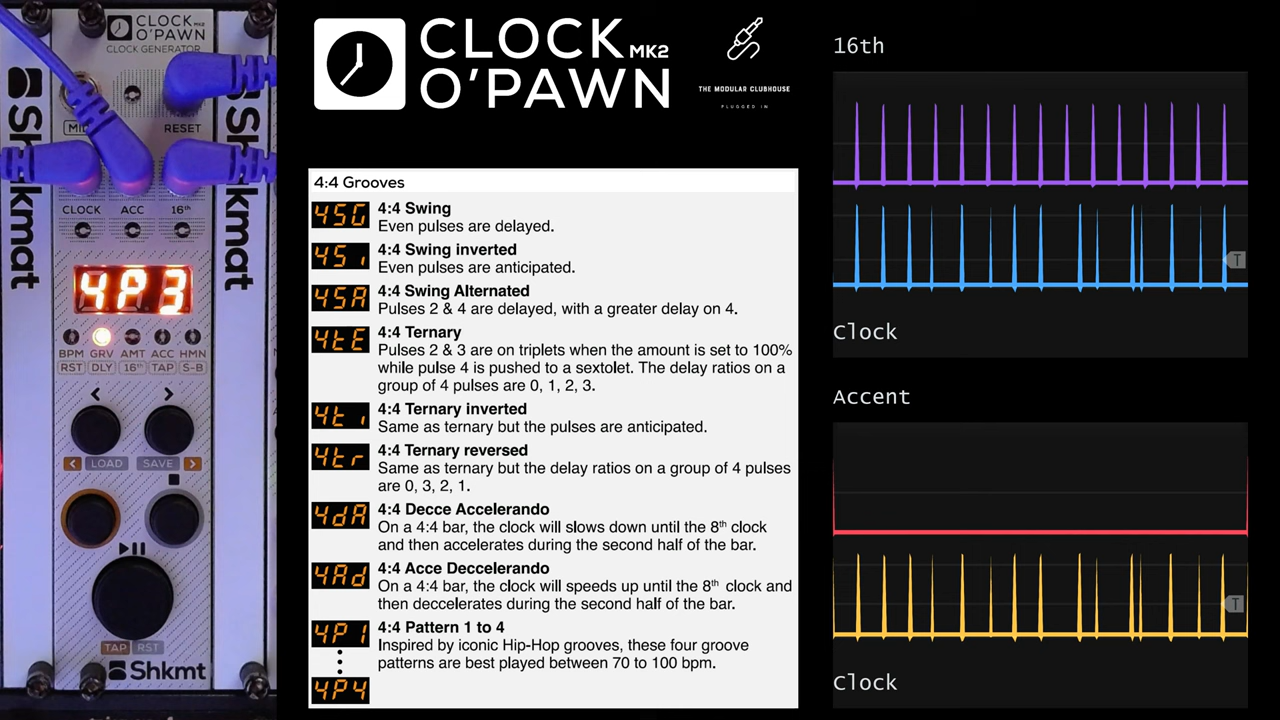 CLOCK MK2
O'PAWN
CLOCK GENERATOR
Shkmat
Shkmat
RESET
CLOCK
ACC
16th
4P3
BPM GRV AMT ACC HMN
RST DLY 16th TAP S-B
< >
< LOAD SAVE >
TAP RST
Shkmt
CLOCK MK2
O'PAWN
THE MODULAR CLUBHOUSE
PLUGGED IN
4:4 Grooves
4SG 4:4 Swing
Even pulses are delayed.
4Si 4:4 Swing inverted
Even pulses are anticipated.
4SA 4:4 Swing Alternated
Pulses 2 & 4 are delayed, with a greater delay on 4.
4tE 4:4 Ternary
Pulses 2 & 3 are on triplets when the amount is set to 100%
while pulse 4 is pushed to a sextolet. The delay ratios on a
group of 4 pulses are 0, 1, 2, 3.
4ti 4:4 Ternary inverted
Same as ternary but the pulses are anticipated.
4tr 4:4 Ternary reversed
Same as ternary but the delay ratios on a group of 4 pulses
are 0, 3, 2, 1.
4dA 4:4 Decce Accelerando
On a 4:4 bar, the clock will slows down until the 8th clock
and then accelerates during the second half of the bar.
4Ad 4:4 Acce Deccelerando
On a 4:4 bar, the clock will speeds up until the 8th clock and
then deccelerates during the second half of the bar.
4P1 4:4 Pattern 1 to 4
Inspired by iconic Hip-Hop grooves, these four groove
patterns are best played between 70 to 100 bpm.
4P4
16th
T
Clock
Accent
T
Clock